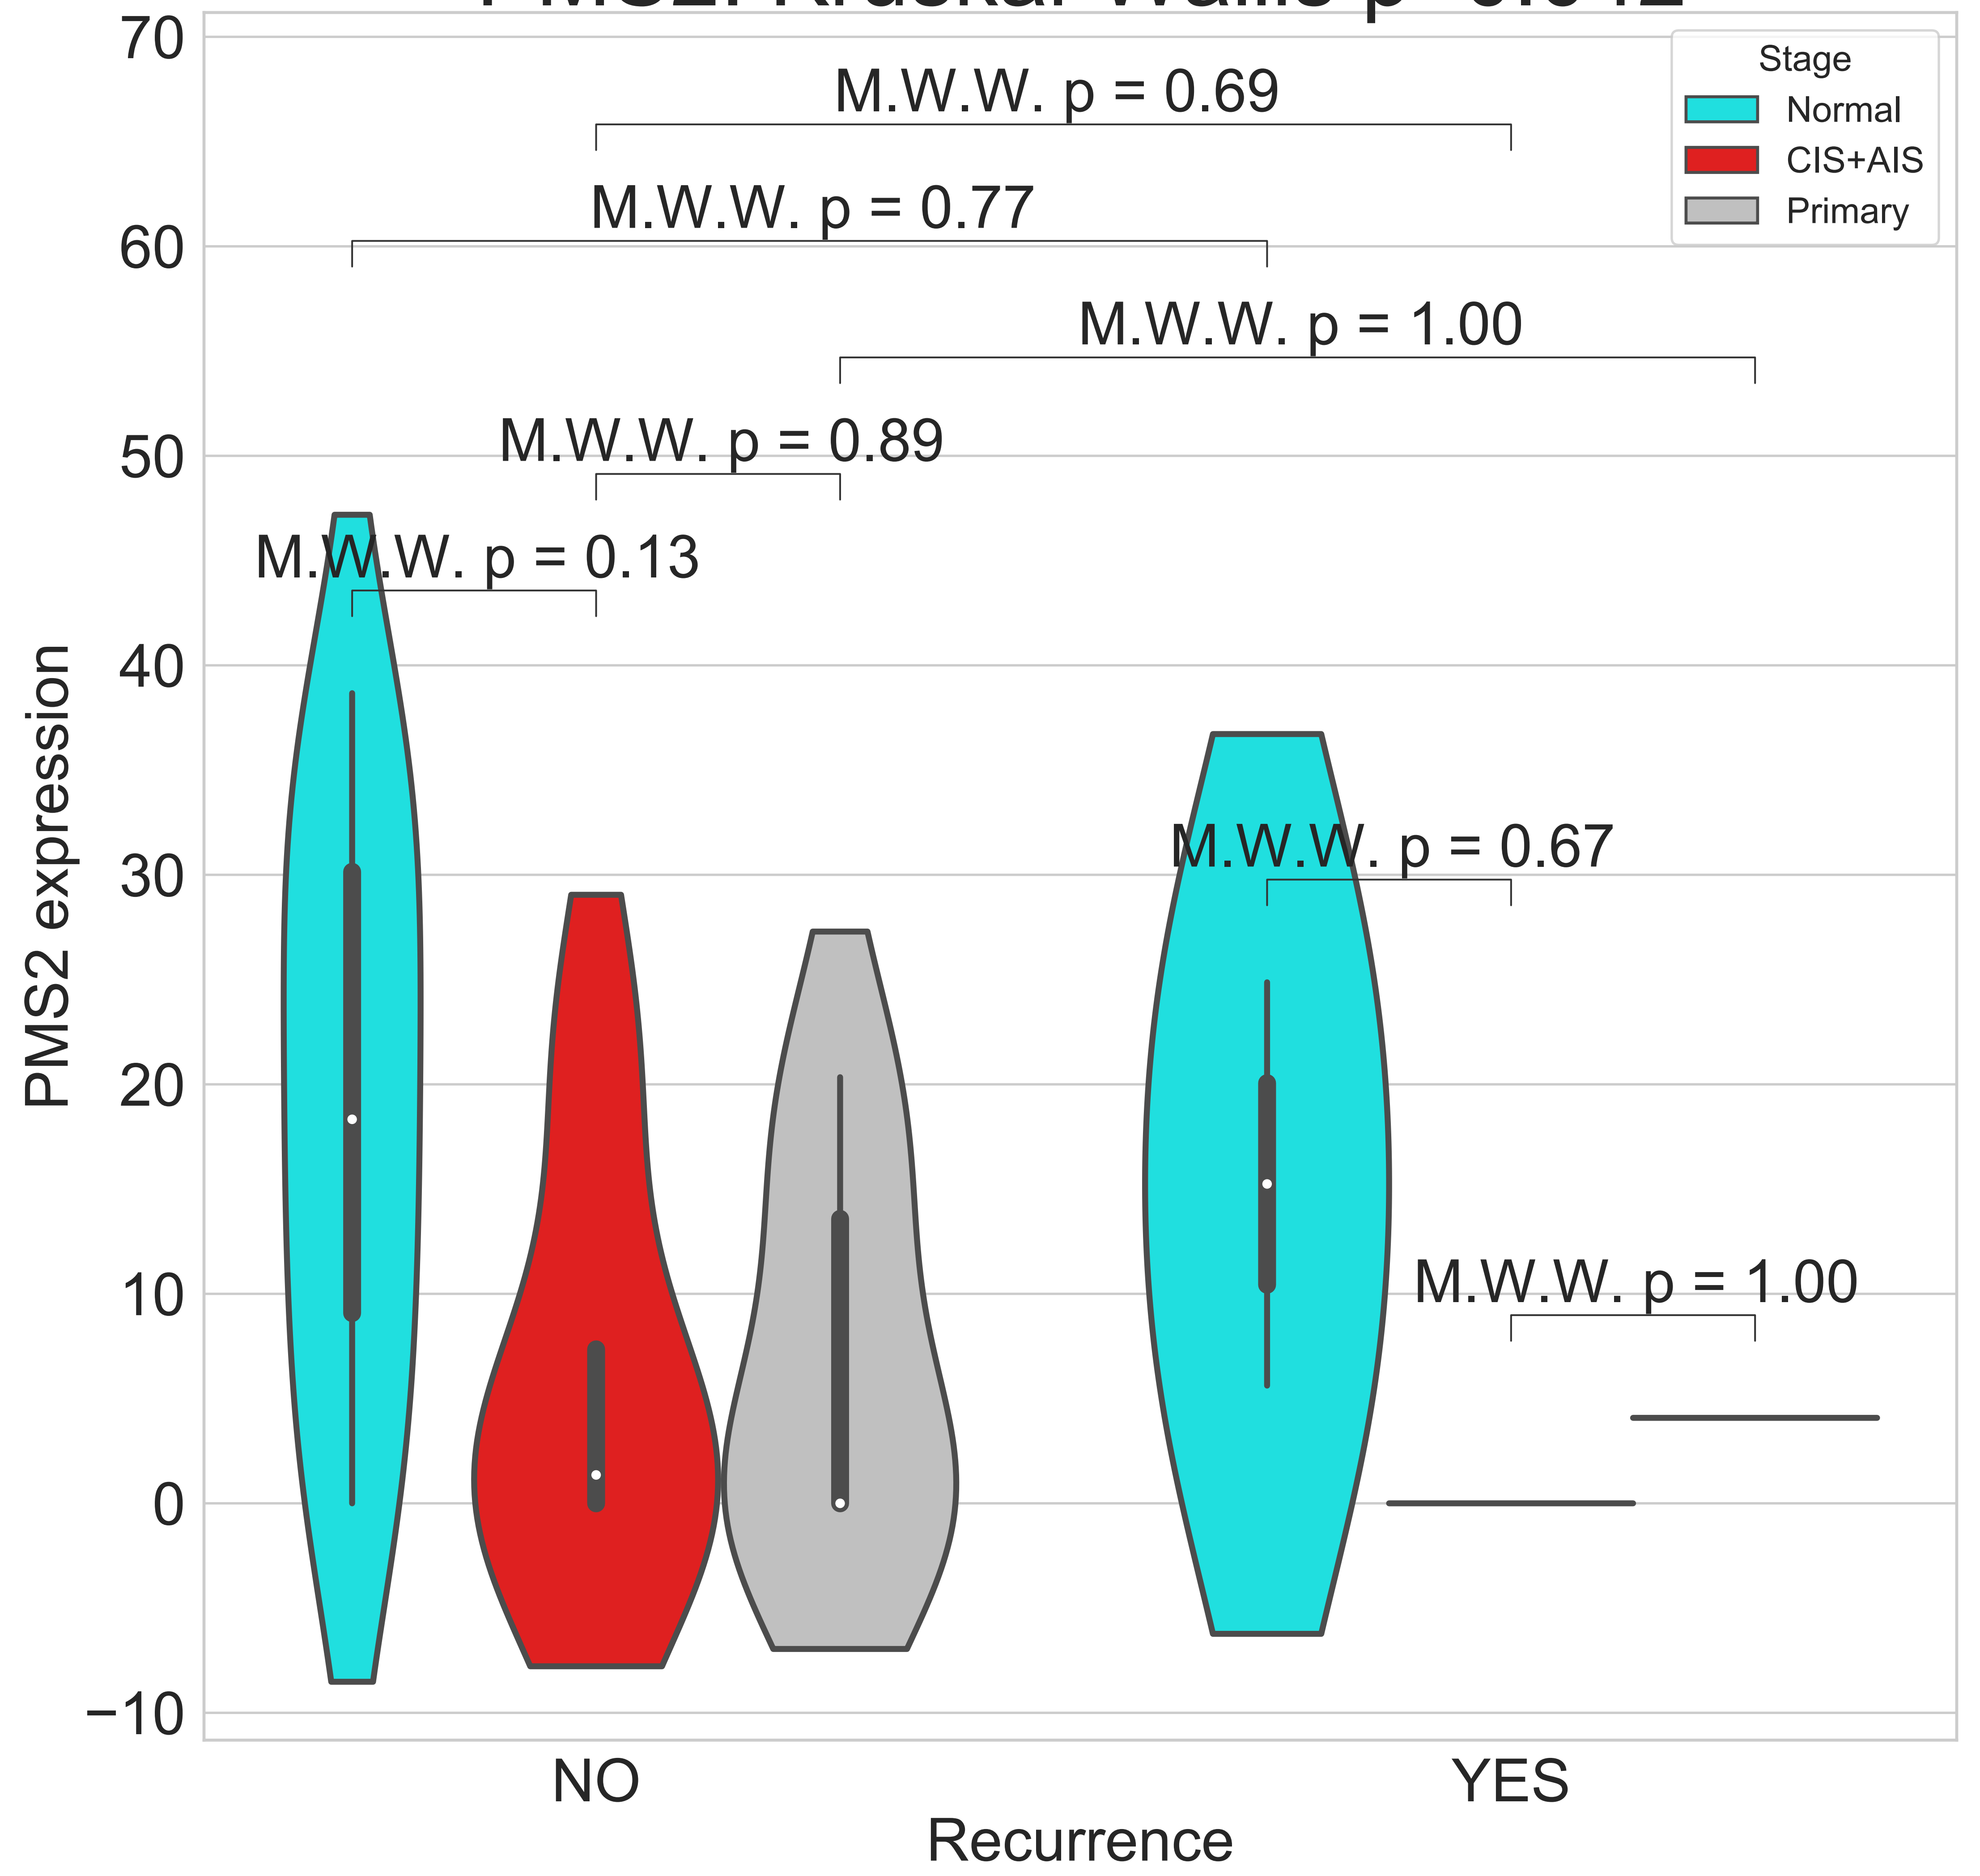 70
M.W.W. p = 0.69
Stage
Normal
CIS+AIS
Primary
M.W.W. p = 0.77
60
M.W.W. p = 1.00
M.W.W. p = 0.89
50
M.W.W. p = 0.13
40
PMS2 expression
M.W.W. p = 0.67
30
20
M.W.W. p = 1.00
10
0
−10
NO
YES
Recurrence